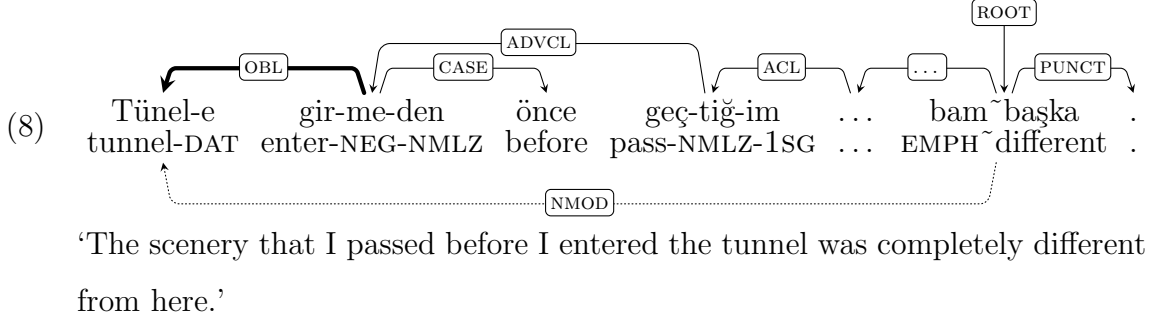 ROOT
ADVCL
OBL CASE ACL ... PUNCT
(8) Tünel-e gir-me-den önce geç-tiğ-im ... bam~başka .
tunnel-DAT enter-NEG-NMLZ before pass-NMLZ-1SG ... EMPH~different .
NMOD
‘The scenery that I passed before I entered the tunnel was completely different
from here.’